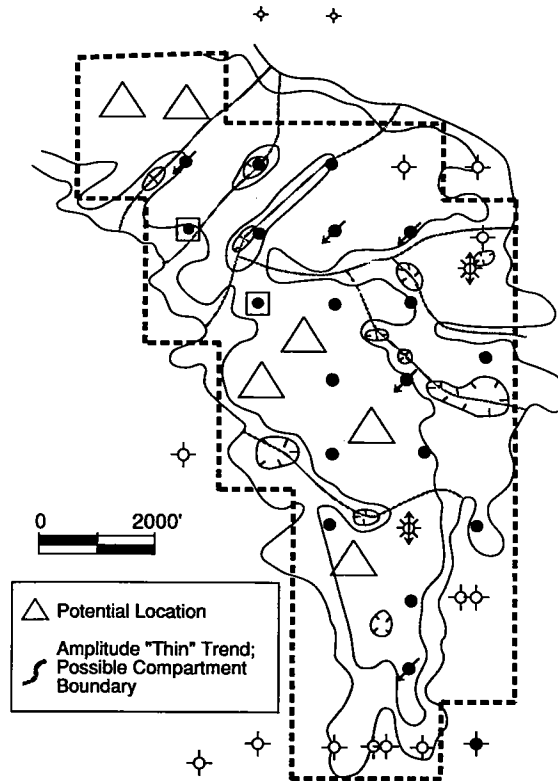 0 2000'
Potential Location
Amplitude "Thin" Trend;
Possible Compartment
Boundary